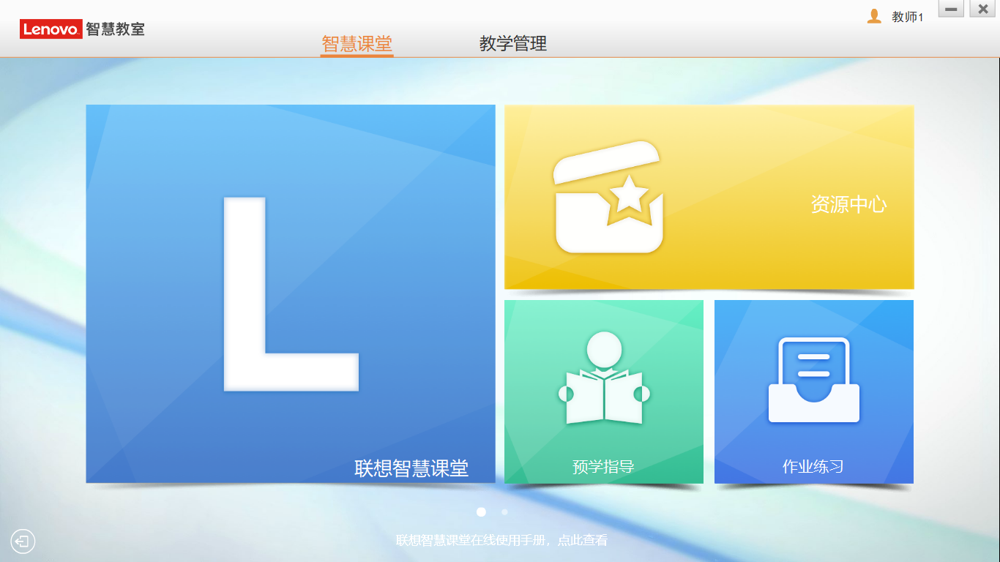 Lenovo 智慧教室
智慧课堂
教学管理
教师1
L
联想智慧课堂
资源中心
预学指导
作业练习
联想智慧课堂在线使用手册，点此查看